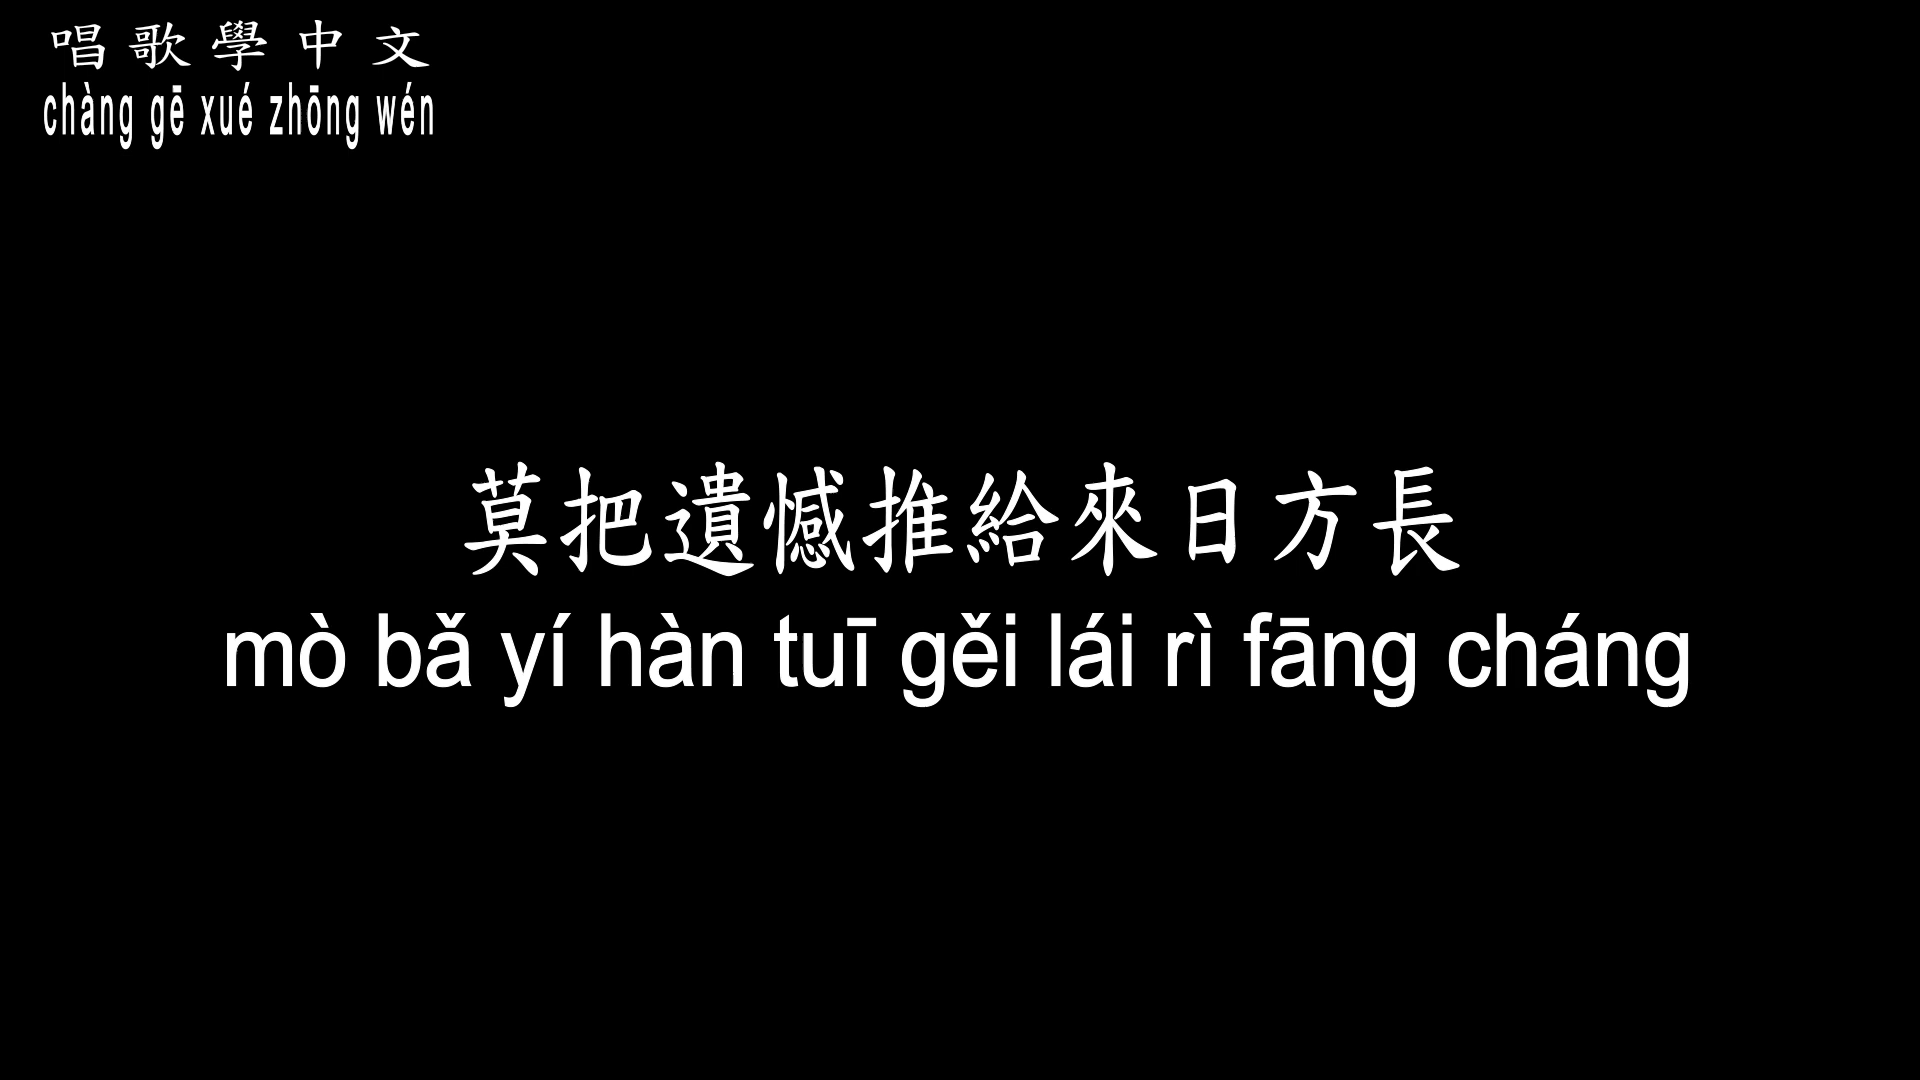 唱歌學中文
chàng gē xué zhōng wén
莫把遺憾推給來日方長
mò bǎ yí hàn tuī gěi lái rì fāng cháng